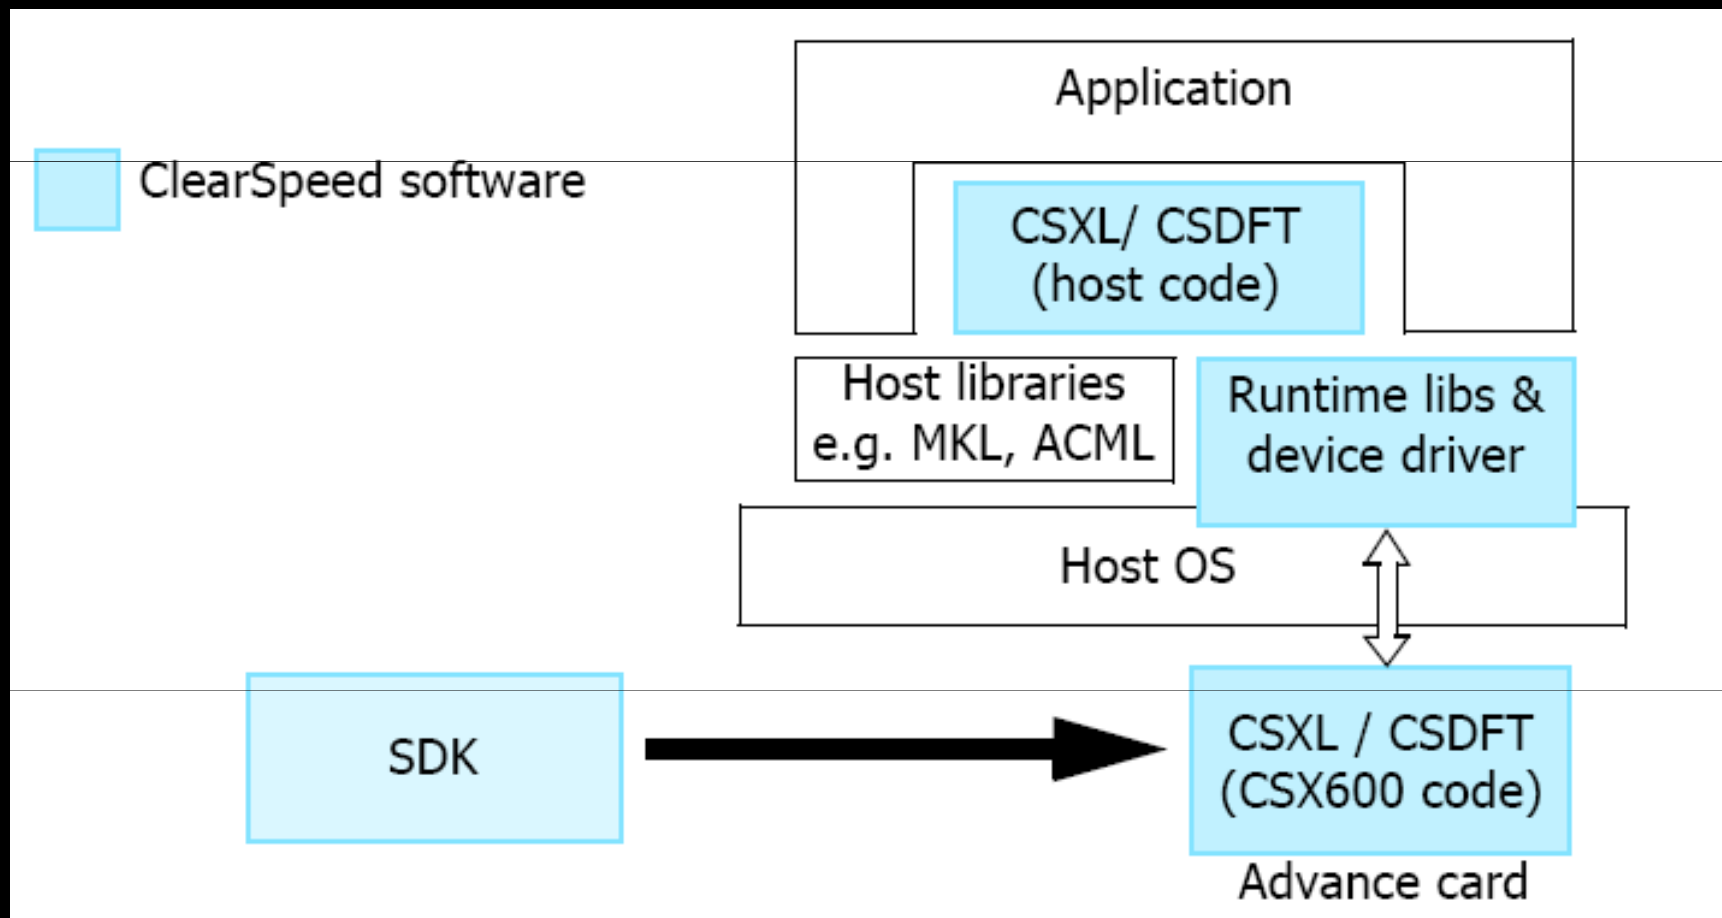 Application
ClearSpeed software
CSXL/ CSDFT
(host code)
Host libraries
e.g. MKL, ACML
Runtime libs &
device driver
Host OS
SDK
CSXL / CSDFT
(CSX600 code)
Advance card